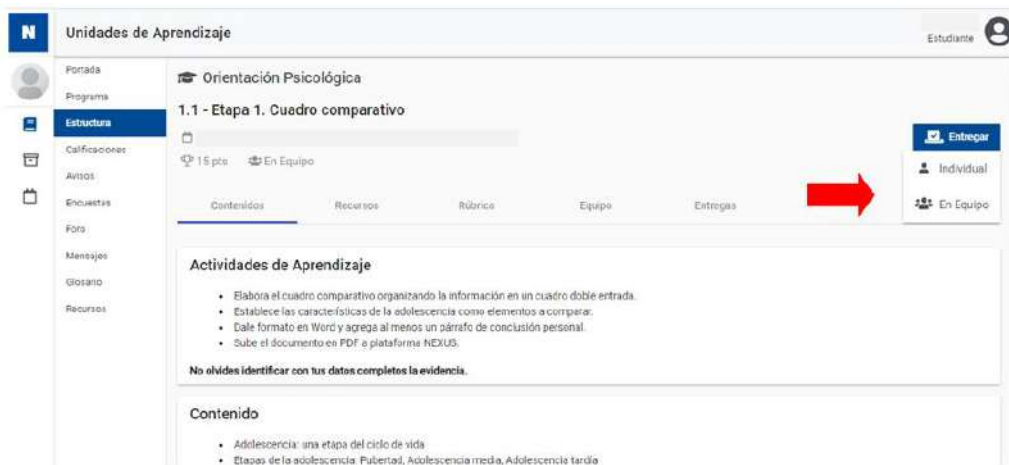 N
Unidades de Aprendizaje
Estudiante
Portada
Programa
Estructura
Calificaciones
Avisos
Encuestas
Foro
Mensajes
Glosario
Recursos
Orientación Psicológica
1.1 - Etapa 1. Cuadro comparativo
15 pts En Equipo
Entregar
Individual
En Equipo
Contenidos Recursos Rúbrica Equipo Entregas
Actividades de Aprendizaje
• Elabora el cuadro comparativo organizando la información en un cuadro doble entrada.
• Establece las características de la adolescencia como elementos a comparar.
• Dale formato en Word y agrega al menos un párrafo de conclusión personal.
• Sube el documento en PDF a plataforma NEXUS.
No olvides identificar con tus datos completos la evidencia.
Contenido
• Adolescencia: una etapa del ciclo de vida
• Etapas de la adolescencia: Pubertad, Adolescencia media, Adolescencia tardía